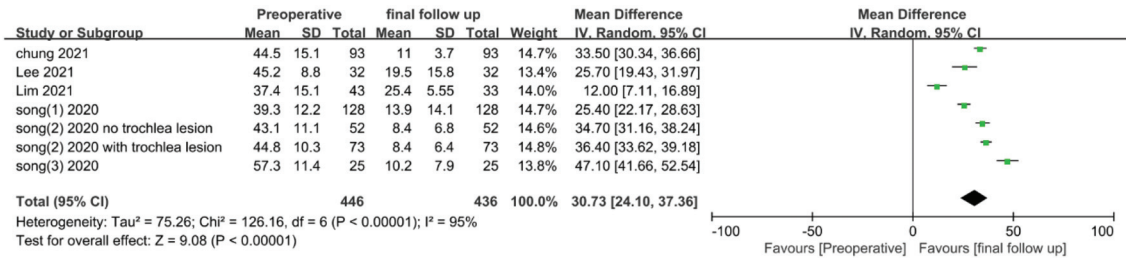 Preoperative final follow up Mean Difference Mean Difference
Study or Subgroup Mean SD Total Mean SD Total Weight IV. Random. 95% CI IV. Random. 95% CI
chung 2021 44.5 15.1 93 11 3.7 93 14.7% 33.50 [30.34, 36.66]
Lee 2021 45.2 8.8 32 19.5 15.8 32 13.4% 25.70 [19.43, 31.97]
Lim 2021 37.4 15.1 43 25.4 5.55 33 14.0% 12.00 [7.11, 16.89]
song(1) 2020 39.3 12.2 128 13.9 14.1 128 14.7% 25.40 [22.17, 28.63]
song(2) 2020 no trochlea lesion 43.1 11.1 52 8.4 6.8 52 14.6% 34.70 [31.16, 38.24]
song(2) 2020 with trochlea lesion 44.8 10.3 73 8.4 6.4 73 14.8% 36.40 [33.62, 39.18]
song(3) 2020 57.3 11.4 25 10.2 7.9 25 13.8% 47.10 [41.66, 52.54]
Total (95% CI) 446 436 100.0% 30.73 [24.10, 37.36]
Heterogeneity: Tau² = 75.26; Chi² = 126.16, df = 6 (P < 0.00001); I² = 95%
Test for overall effect: Z = 9.08 (P < 0.00001)
-100 -50 0 50 100
Favours [Preoperative] Favours [final follow up]